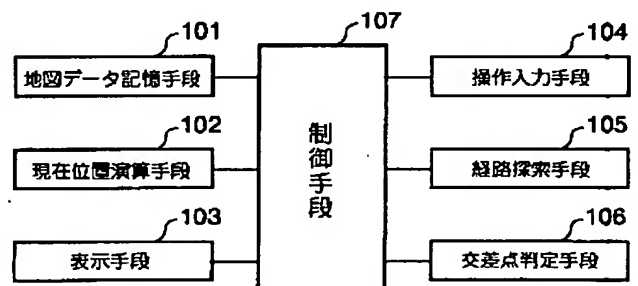 101
地図データ記憶手段
102
現在位置演算手段
103
表示手段
107
制御手段
104
操作入力手段
105
経路探索手段
106
交差点判定手段